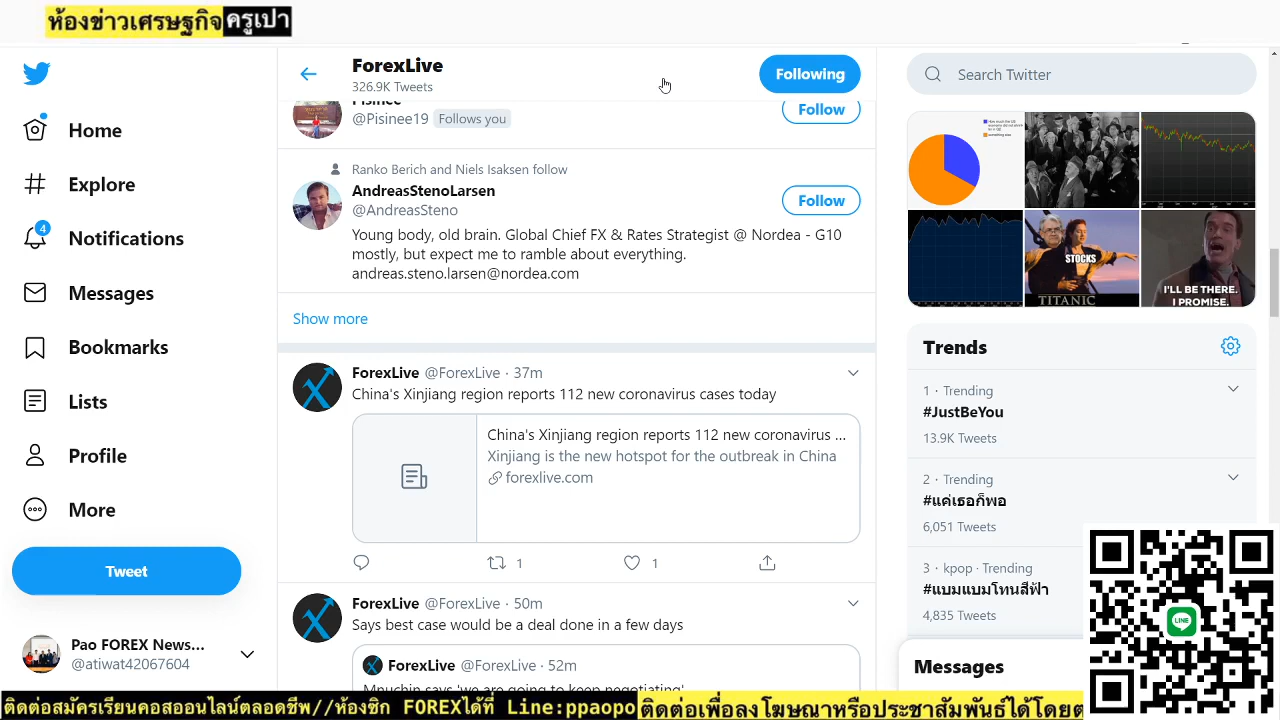 ห้องข่าวเศรษฐกิจครูเปา
ForexLive
326.9K Tweets
Following
Search Twitter
Home
Explore
4
Notifications
Messages
Bookmarks
Lists
Profile
More
Tweet
Pao FOREX News...
@atiwat42067604
Pisinee
@Pisinee19 Follows you
Follow
Ranko Berich and Niels Isaksen follow
AndreasStenoLarsen
@AndreasSteno
Follow
Young body, old brain. Global Chief FX & Rates Strategist @ Nordea - G10
mostly, but expect me to ramble about everything.
andreas.steno.larsen@nordea.com
Show more
ForexLive @ForexLive · 37m
China's Xinjiang region reports 112 new coronavirus cases today
China's Xinjiang region reports 112 new coronavirus ...
Xinjiang is the new hotspot for the outbreak in China
forexlive.com
1
1
ForexLive @ForexLive · 50m
Says best case would be a deal done in a few days
ForexLive @ForexLive · 52m
Mnuchin says 'we are going to keep negotiating'
STOCKS
TITANIC
I'LL BE THERE.
I PROMISE.
Trends
1 · Trending
#JustBeYou
13.9K Tweets
2 · Trending
#แค่เธอก็พอ
6,051 Tweets
3 · kpop · Trending
#แบมแบมโทนสีฟ้า
4,835 Tweets
Messages
LINE
ติดต่อสมัครเรียนคอสออนไลน์ตลอดชีพ//ห้องซิก FOREXได้ที่ Line:ppaopo
ติดต่อเพื่อลงโฆษณาหรือประชาสัมพันธ์ได้โดยต